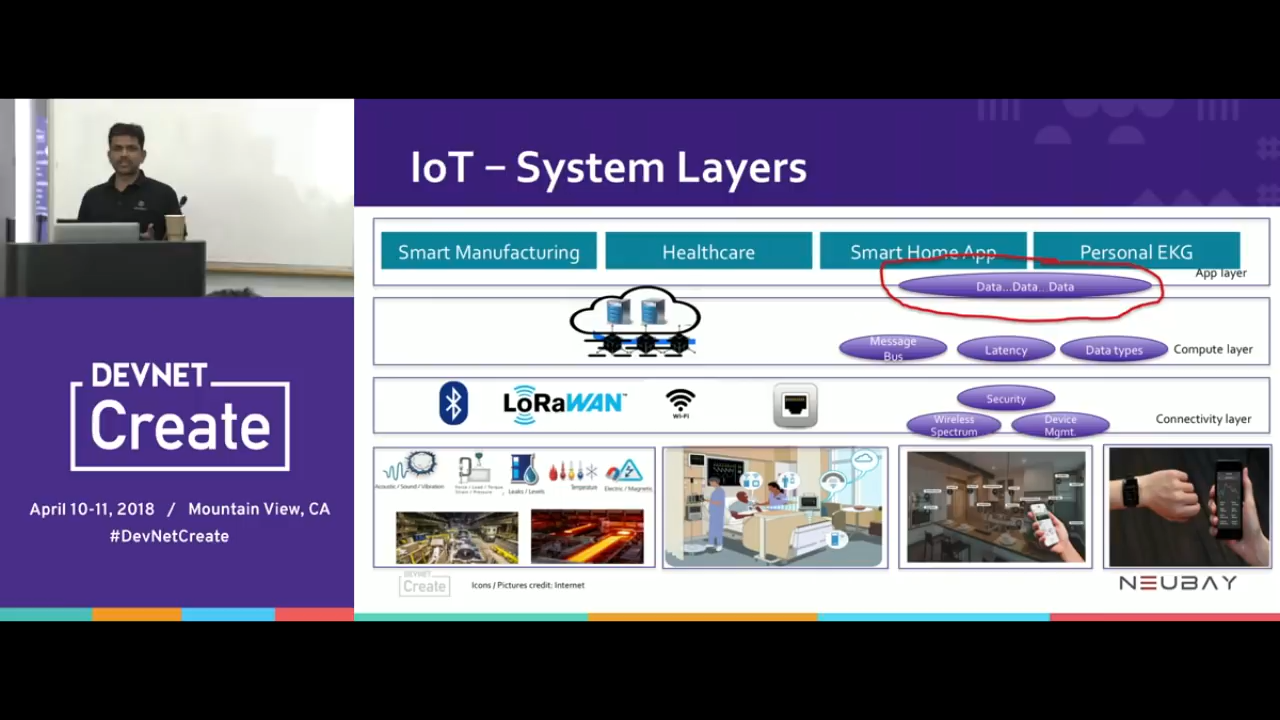 IoT – System Layers
Smart Manufacturing
Healthcare
Smart Home App
Personal EKG
App layer
Data...Data...Data
Message
Bus
Latency
Data types
Compute layer
LoRaWAN™
Wi-Fi
Security
Wireless
Spectrum
Device
Mgmt.
Connectivity layer
Acoustic / Sound / Vibration
Leaks / Levels
Electric / Magnetic
DEVNET
Create
April 10-11, 2018 / Mountain View, CA
#DevNetCreate
DEVNET
Create
Icons / Pictures credit: Internet
NEUBAY